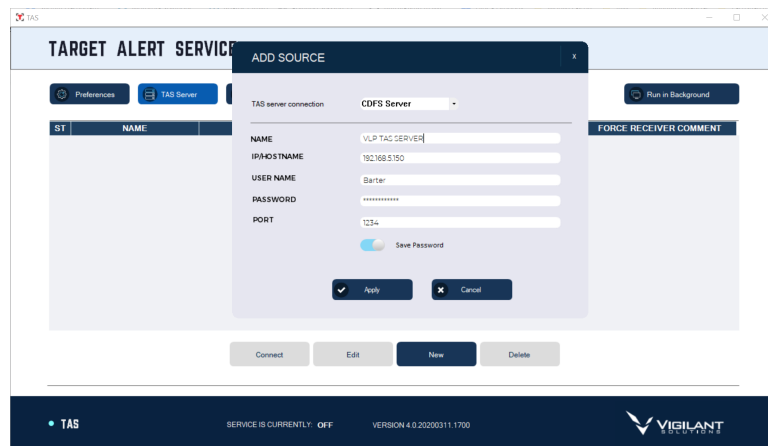 TAS
TARGET ALERT SERVICE
ADD SOURCE
x
Preferences
TAS Server
Run in Background
TAS server connection
CDFS Server
ST
NAME
FORCE RECEIVER COMMENT
NAME
VLP TAS SERVER
IP/HOSTNAME
192.168.5.150
USER NAME
Barter
PASSWORD
************
PORT
1234
Save Password
Apply
Cancel
Connect
Edit
New
Delete
TAS
SERVICE IS CURRENTLY: OFF
VERSION 4.0.20200311.1700
VIGILANT
SOLUTIONS